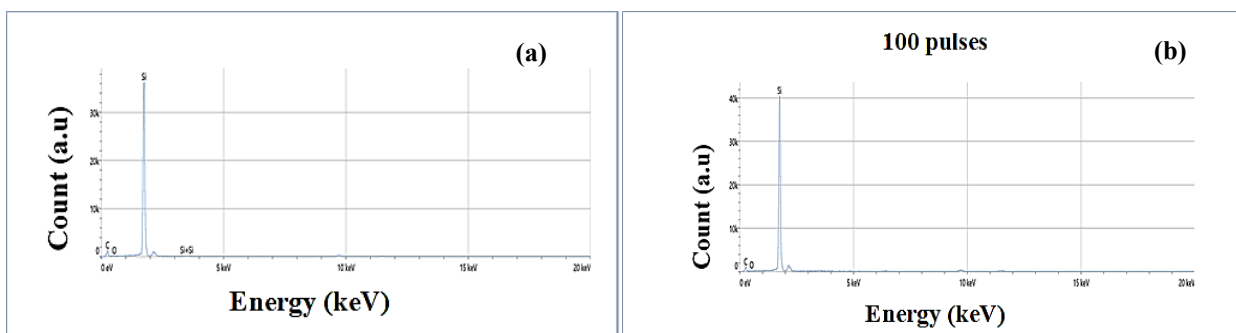 (a)
Si
30k
20k
10k
0
C
O
Si+Si
0 eV
5 keV
10 keV
15 keV
20 keV
Count (a.u)
Energy (keV)
100 pulses
(b)
Si
40k
30k
20k
10k
0
C
O
0 eV
5 keV
10 keV
15 keV
20 keV
Count (a.u)
Energy (keV)